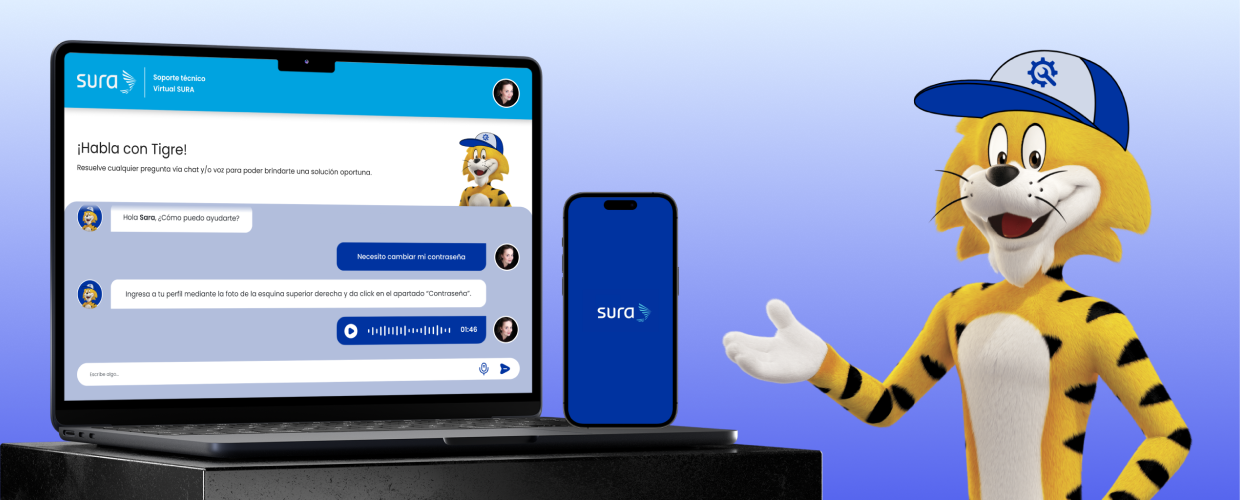 sura
Soporte técnico
Virtual SURA
¡Habla con Tigre!
Resuelve cualquier pregunta via chat y/o voz para poder brindarte una solución oportuna.
Hola Sara, ¿Cómo puedo ayudarte?
Necesito cambiar mi contraseña
Ingresa a tu perfil mediante la foto de la esquina superior derecha y da click en el apartado “Contraseña”.
01:46
Escribe algo...
sura